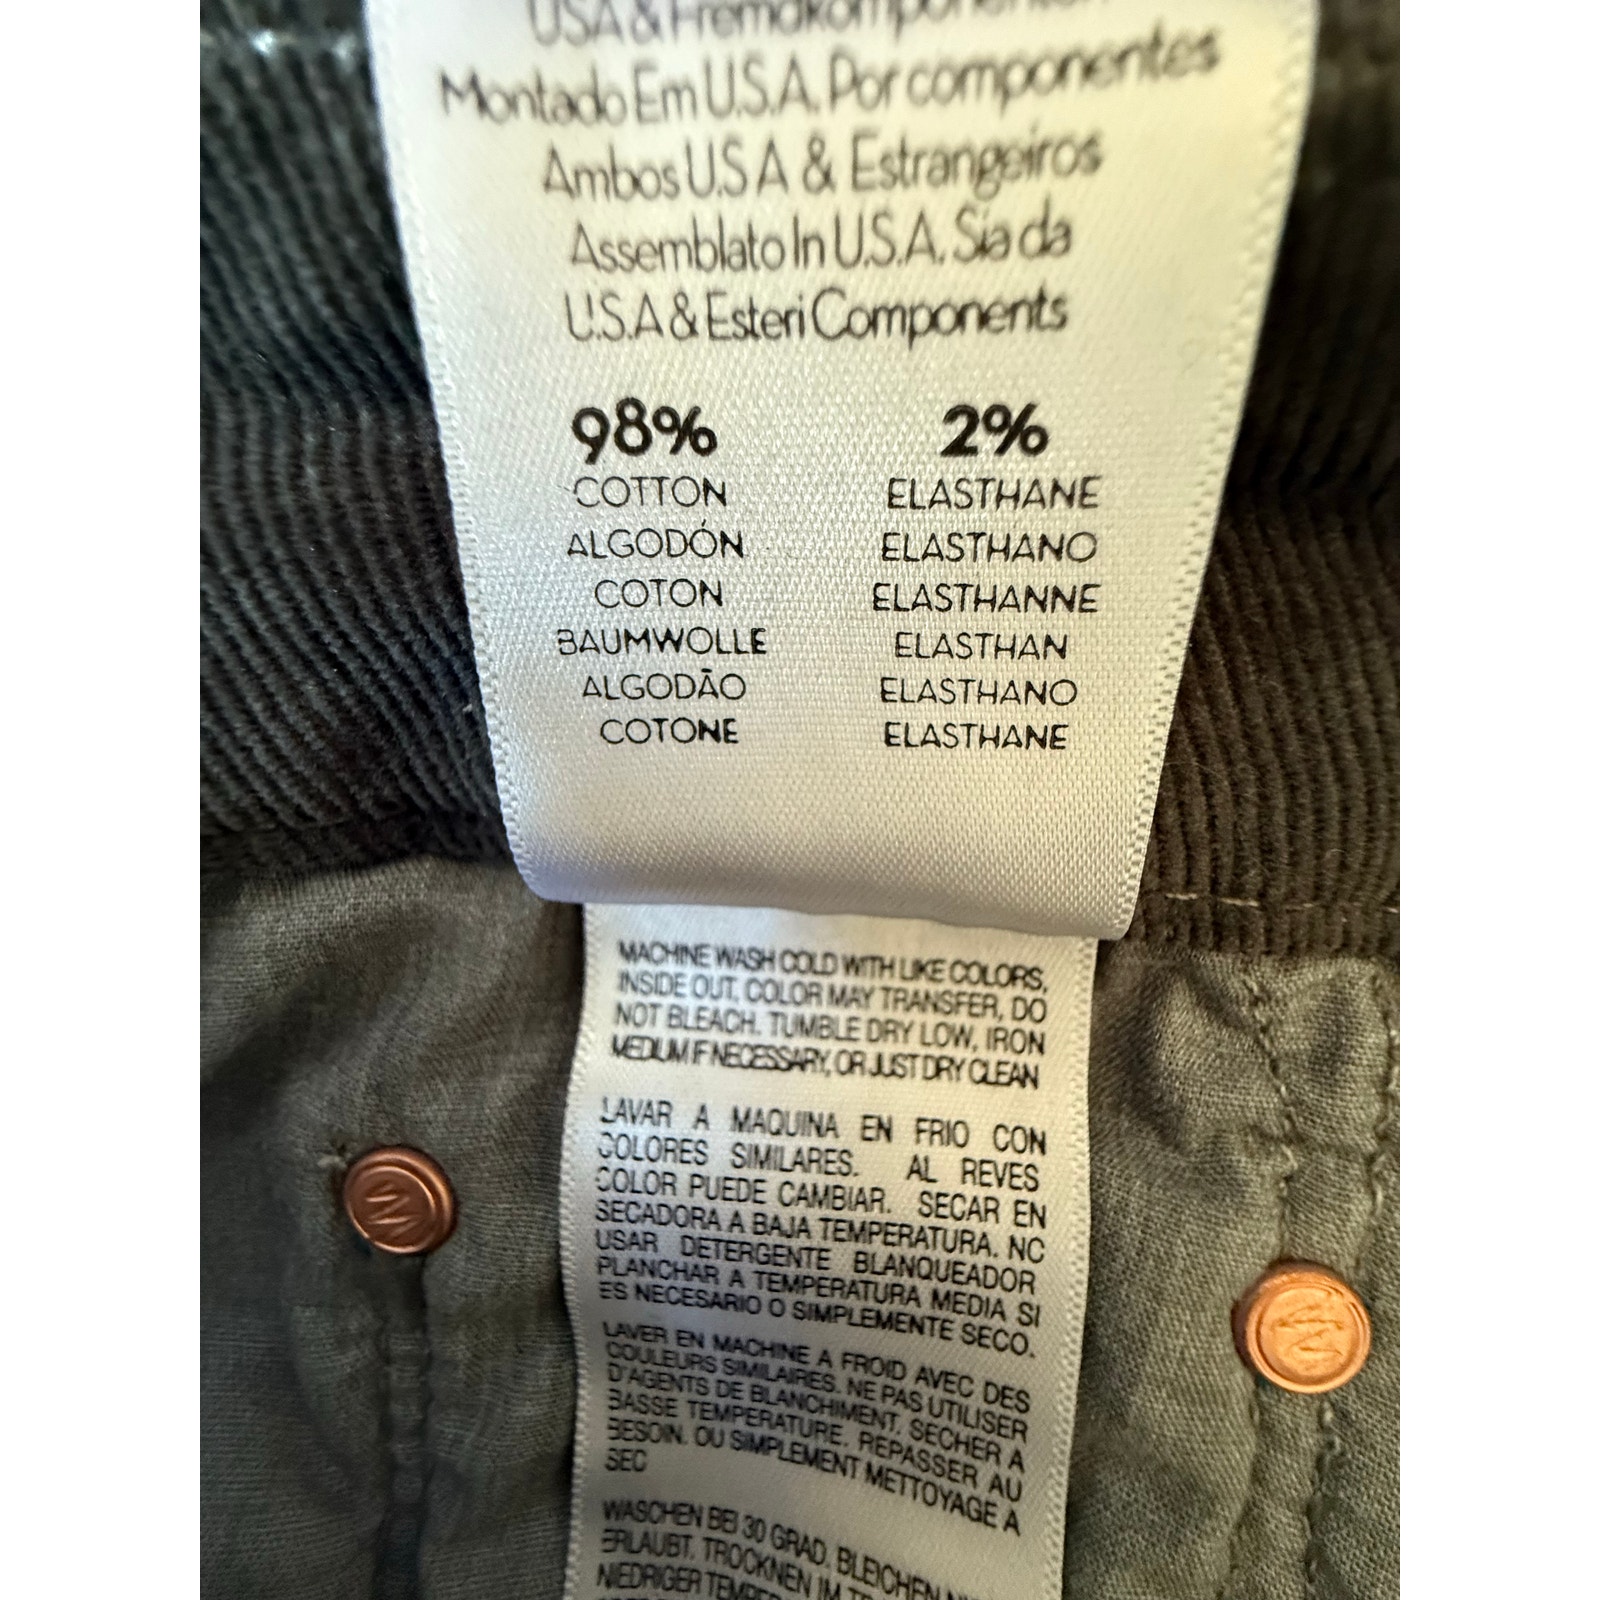 USA & Fremdkomponenten
Montado Em U.S.A. Por componentes
Ambos U.S A & Estrangeiros
Assemblato In U.S.A. Sia da
U.S.A & Esteri Components
98% 2%
COTTON ELASTHANE
ALGODÓN ELASTHANO
COTON ELASTHANNE
BAUMWOLLE ELASTHAN
ALGODÃO ELASTHANO
COTONE ELASTHANE
MACHINE WASH COLD WITH LIKE COLORS,
INSIDE OUT, COLOR MAY TRANSFER, DO
NOT BLEACH. TUMBLE DRY LOW, IRON
MEDIUM IF NECESSARY, OR JUST DRY CLEAN
LAVAR A MAQUINA EN FRIO CON
COLORES SIMILARES. AL REVES
COLOR PUEDE CAMBIAR. SECAR EN
SECADORA A BAJA TEMPERATURA. NO
USAR DETERGENTE BLANQUEADOR
PLANCHAR A TEMPERATURA MEDIA SI
ES NECESARIO O SIMPLEMENTE SECO.
LAVER EN MACHINE A FROID AVEC DES
COULEURS SIMILAIRES. NE PAS UTILISER
D'AGENTS DE BLANCHIMENT, SECHER A
BASSE TEMPERATURE. REPASSER AU
BESOIN. OU SIMPLEMENT METTOYAGE A
SEC
WASCHEN BEI 30 GRAD. BLEICHEN
ERLAUBT. TROCKNEN IM
NIEDRIGER